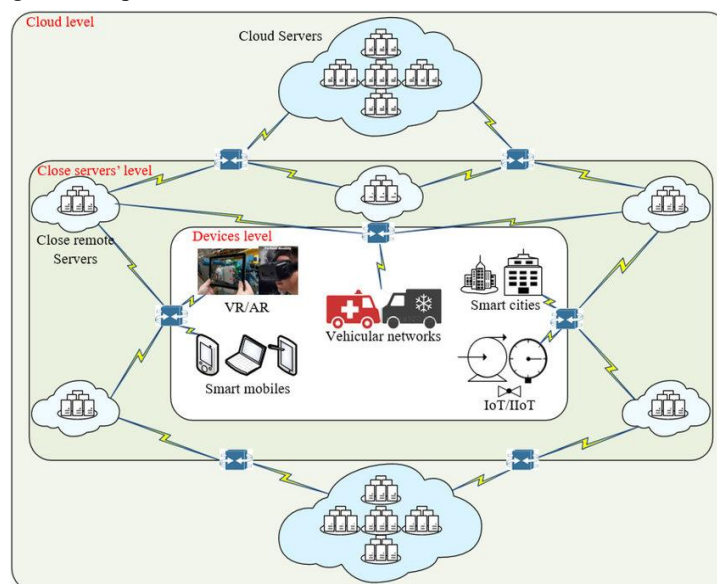 Cloud level
Cloud Servers
Close servers’ level
Close remote
Servers
Devices level
VR/AR
Smart cities
Vehicular networks
Smart mobiles
IoT/IIoT